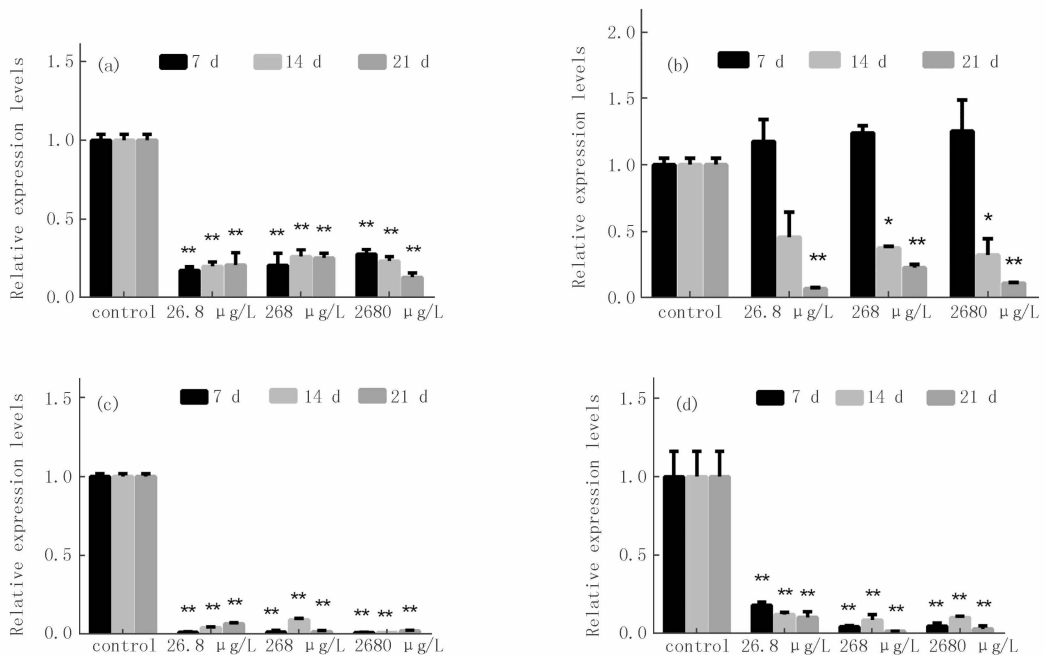 Relative expression levels
(a)
7 d
14 d
21 d
1.5
1.0
0.5
0.0
** ** ** ** ** ** ** ** **
control 26.8 μg/L 268 μg/L 2680 μg/L
Relative expression levels
(b)
7 d
14 d
21 d
2.0
1.5
1.0
0.5
0.0
** * ** * **
control 26.8 μg/L 268 μg/L 2680 μg/L
Relative expression levels
(c)
7 d
14 d
21 d
1.5
1.0
0.5
0.0
** ** ** ** ** ** ** ** **
control 26.8 μg/L 268 μg/L 2680 μg/L
Relative expression levels
(d)
7 d
14 d
21 d
1.5
1.0
0.5
0.0
** ** ** ** ** ** ** ** **
control 26.8 μg/L 268 μg/L 2680 μg/L